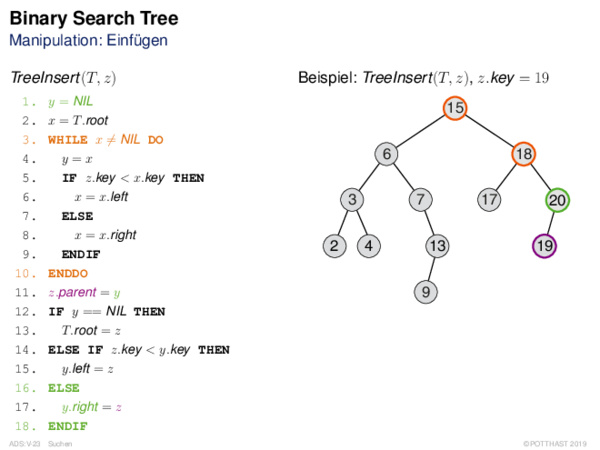 Binary Search Tree
Manipulation: Einfügen
TreeInsert(T, z)
1. y = NIL
2. x = T.root
3. WHILE x ≠ NIL DO
4. y = x
5. IF z.key < x.key THEN
6. x = x.left
7. ELSE
8. x = x.right
9. ENDIF
10. ENDDO
11. z.parent = y
12. IF y == NIL THEN
13. T.root = z
14. ELSE IF z.key < y.key THEN
15. y.left = z
16. ELSE
17. y.right = z
18. ENDIF
Beispiel: TreeInsert(T, z), z.key = 19
15
6 18
3 7 17 20
2 4 13 19
9
ADS:V-23 Suchen
© POTTHAST 2019